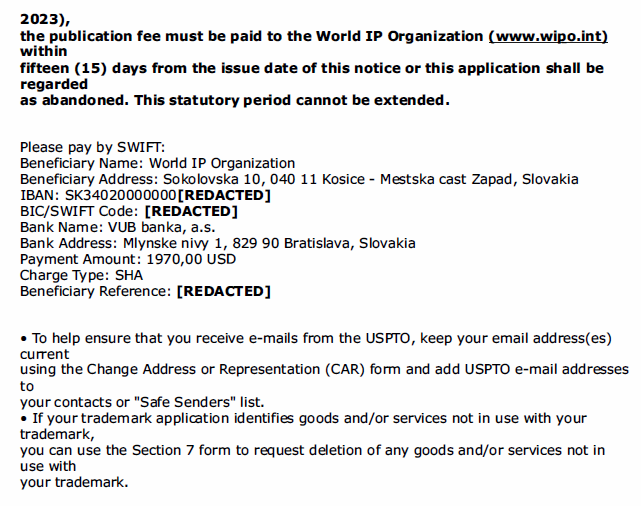 2023),
the publication fee must be paid to the World IP Organization (www.wipo.int)
within
fifteen (15) days from the issue date of this notice or this application shall be
regarded
as abandoned. This statutory period cannot be extended.
Please pay by SWIFT:
Beneficiary Name: World IP Organization
Beneficiary Address: Sokolovska 10, 040 11 Kosice - Mestska cast Zapad, Slovakia
IBAN: SK34020000000[REDACTED]
BIC/SWIFT Code: [REDACTED]
Bank Name: VUB banka, a.s.
Bank Address: Mlynske nivy 1, 829 90 Bratislava, Slovakia
Payment Amount: 1970,00 USD
Charge Type: SHA
Beneficiary Reference: [REDACTED]
• To help ensure that you receive e-mails from the USPTO, keep your email address(es)
current
using the Change Address or Representation (CAR) form and add USPTO e-mail addresses
to
your contacts or "Safe Senders" list.
• If your trademark application identifies goods and/or services not in use with your
trademark,
you can use the Section 7 form to request deletion of any goods and/or services not in
use with
your trademark.